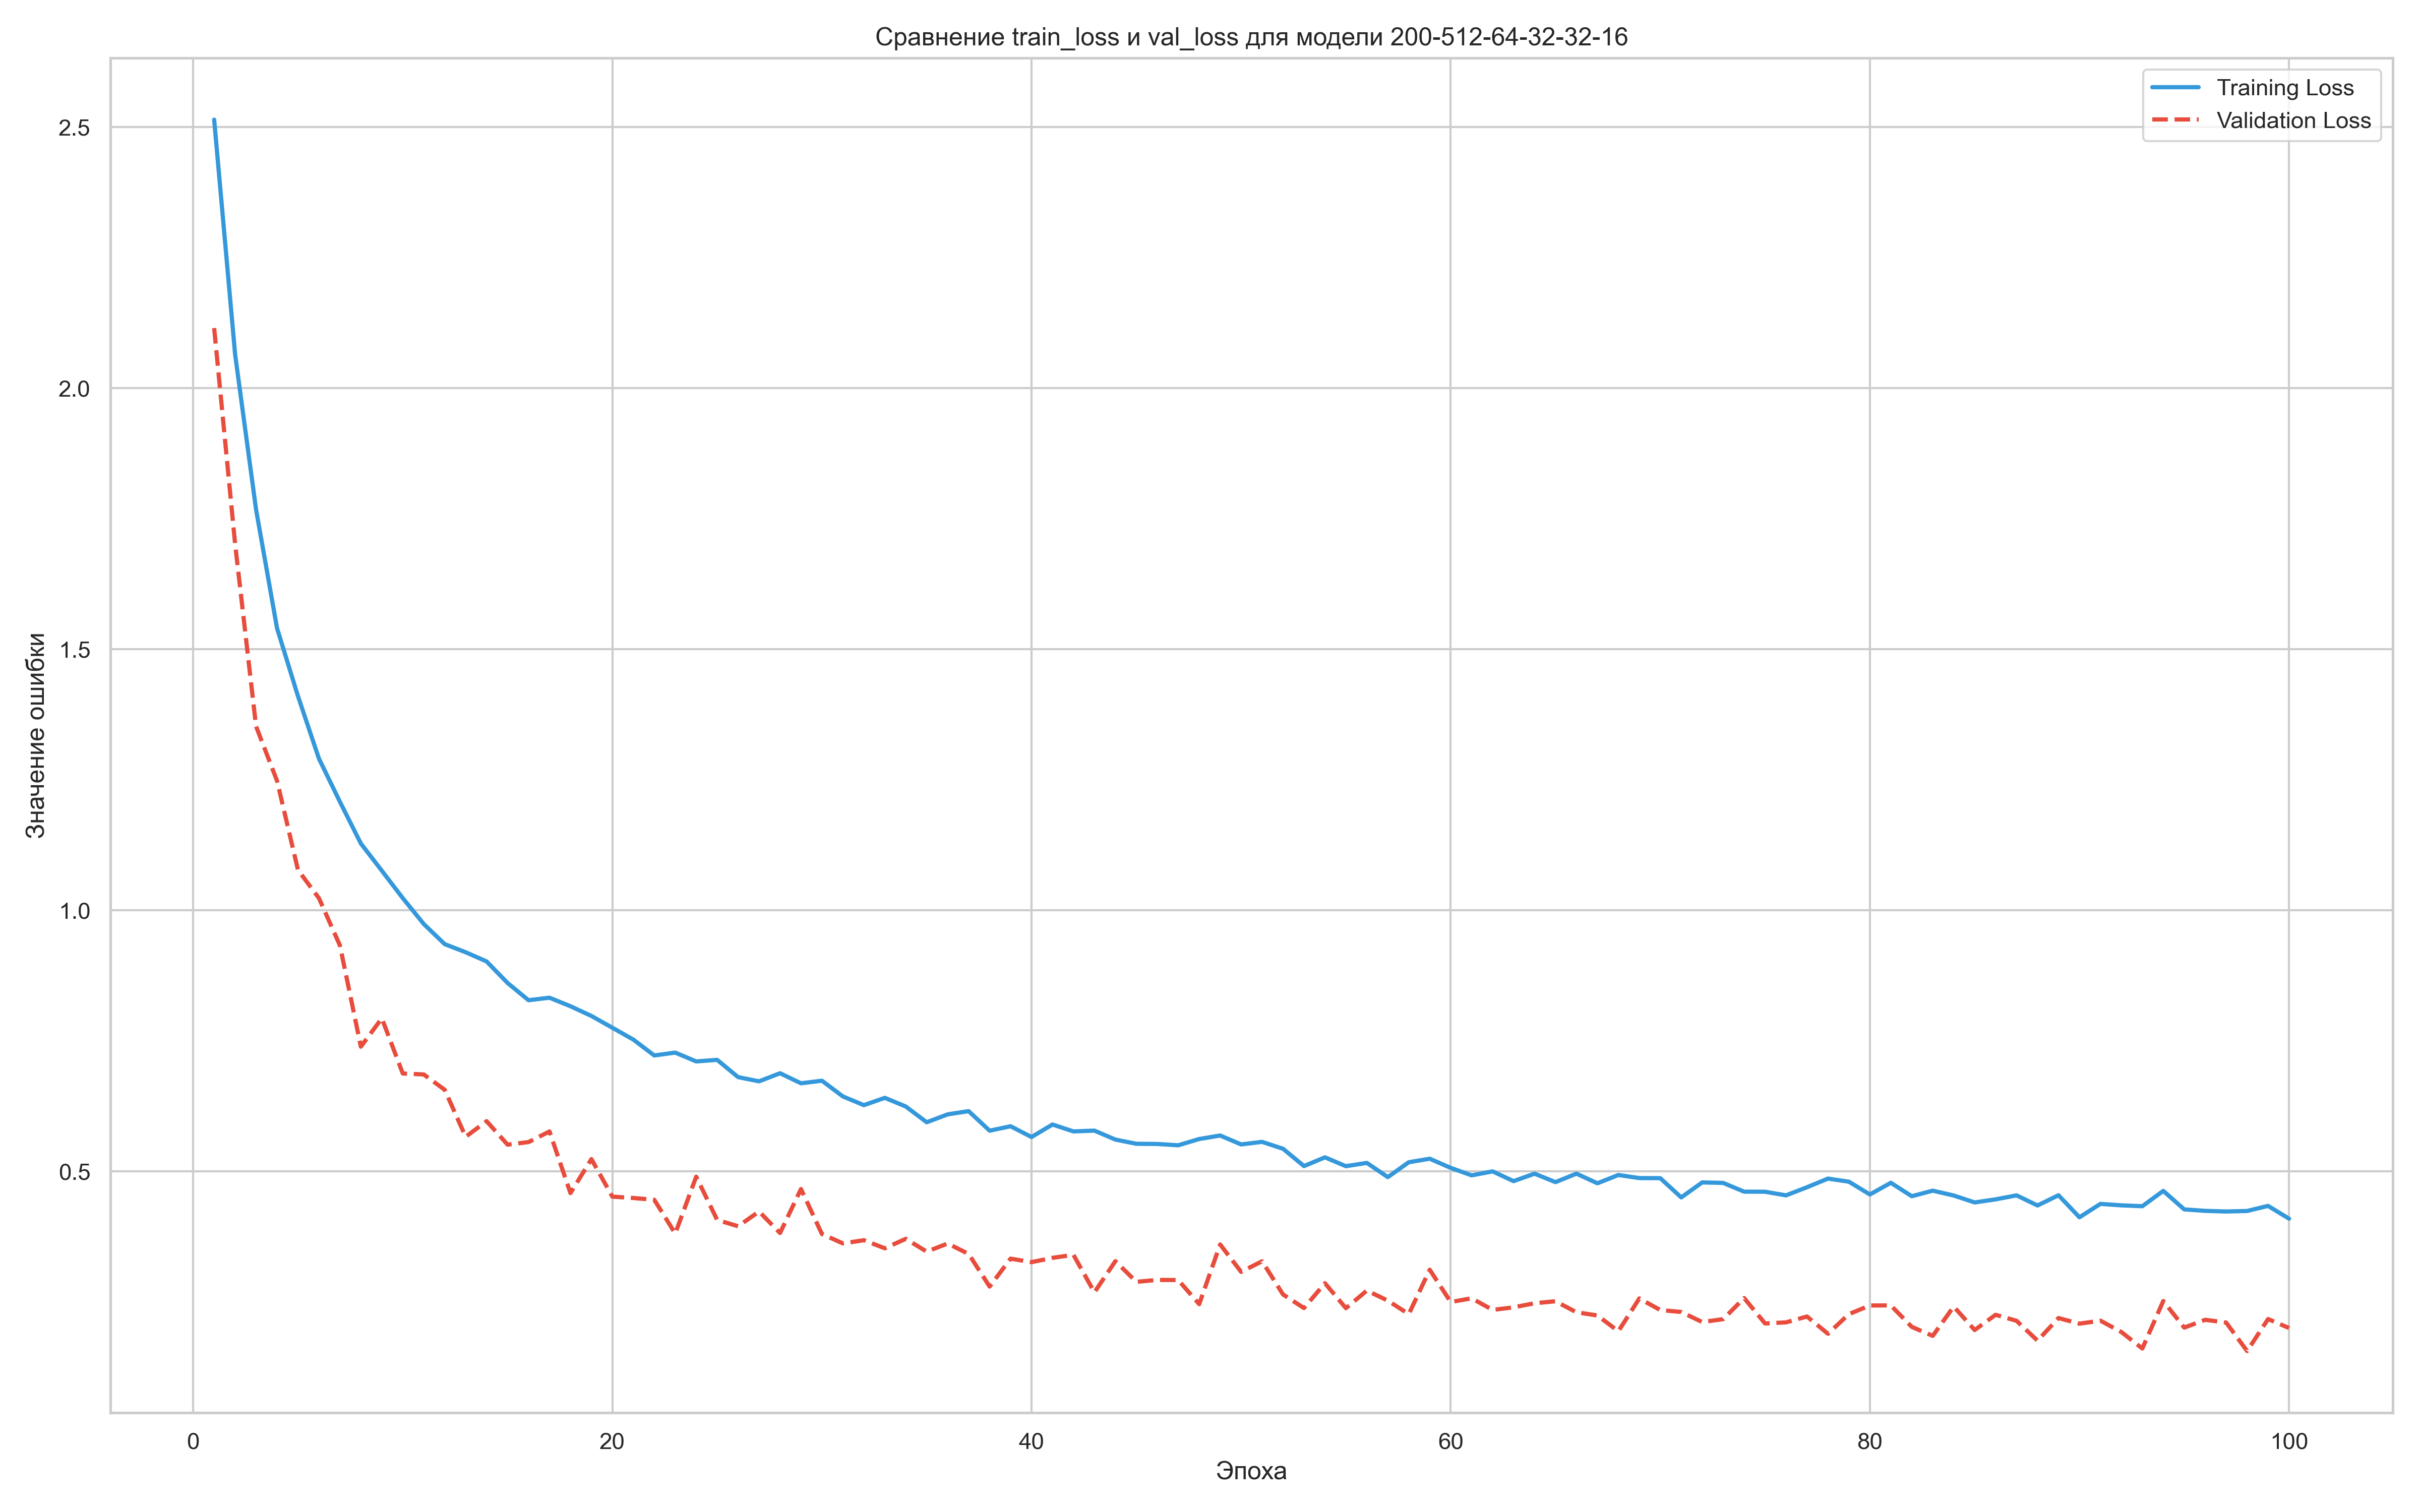 Сравнение train_loss и val_loss для модели 200-512-64-32-32-16
Training Loss
Validation Loss
2.5
2.0
1.5
1.0
0.5
Значение ошибки
0
20
40
60
80
100
Эпоха